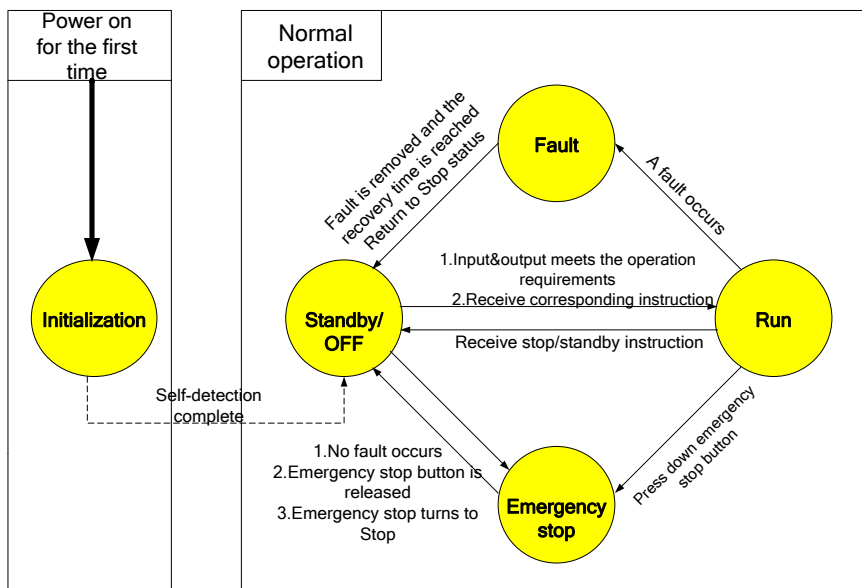 Power on
for the first
time
Normal
operation
Fault
Fault is removed and the
recovery time is reached
Return to Stop status
A fault occurs
1.Input&output meets the operation
requirements
2.Receive corresponding instruction
Initialization
Standby/
OFF
Run
Receive stop/standby instruction
Self-detection
complete
1.No fault occurs
2.Emergency stop button is
released
3.Emergency stop turns to
Stop
Emergency
stop
Press down emergency
stop button